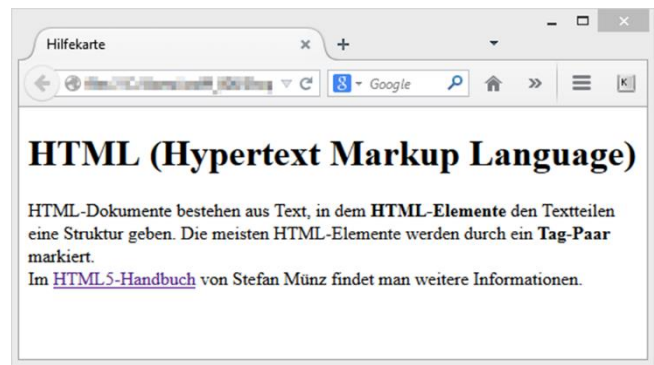 Hilfekarte
Google
HTML (Hypertext Markup Language)
HTML-Dokumente bestehen aus Text, in dem HTML-Elemente den Textteilen
eine Struktur geben. Die meisten HTML-Elemente werden durch ein Tag-Paar
markiert.
Im HTML5-Handbuch von Stefan Münz findet man weitere Informationen.